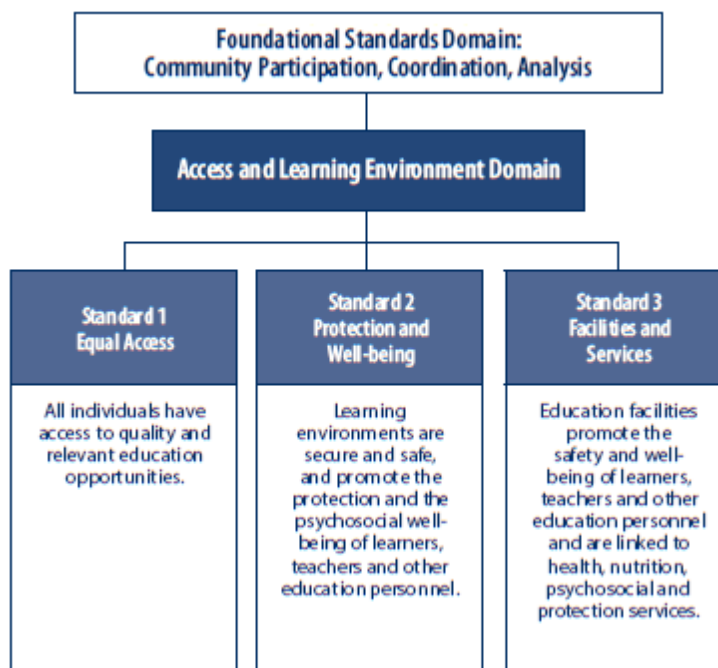 Foundational Standards Domain:
Community Participation, Coordination, Analysis
Access and Learning Environment Domain
Standard 1
Equal Access
All individuals have
access to quality and
relevant education
opportunities.
Standard 2
Protection and
Well-being
Learning
environments are
secure and safe,
and promote the
protection and the
psychosocial well-
being of learners,
teachers and other
education personnel.
Standard 3
Facilities and
Services
Education facilities
promote the
safety and well-
being of learners,
teachers and other
education personnel
and are linked to
health, nutrition,
psychosocial and
protection services.